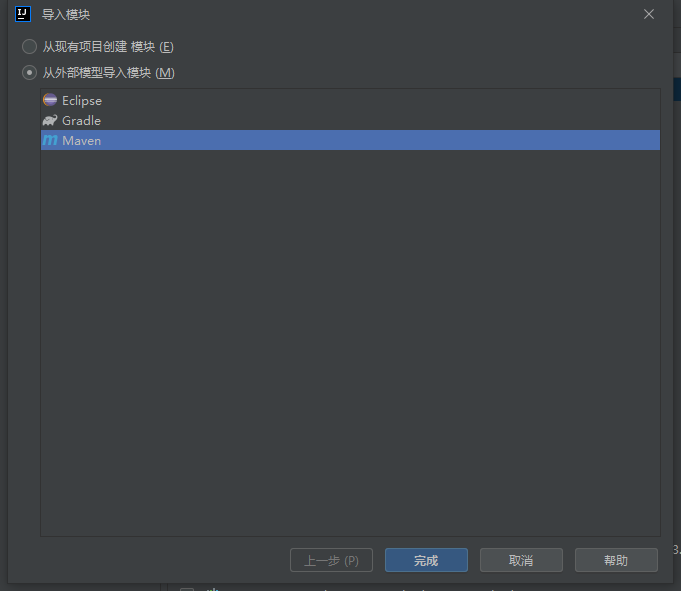 导入模块
从现有项目创建 模块 (E)
从外部模型导入模块 (M)
Eclipse
Gradle
Maven
上一步 (P)
完成
取消
帮助
3.